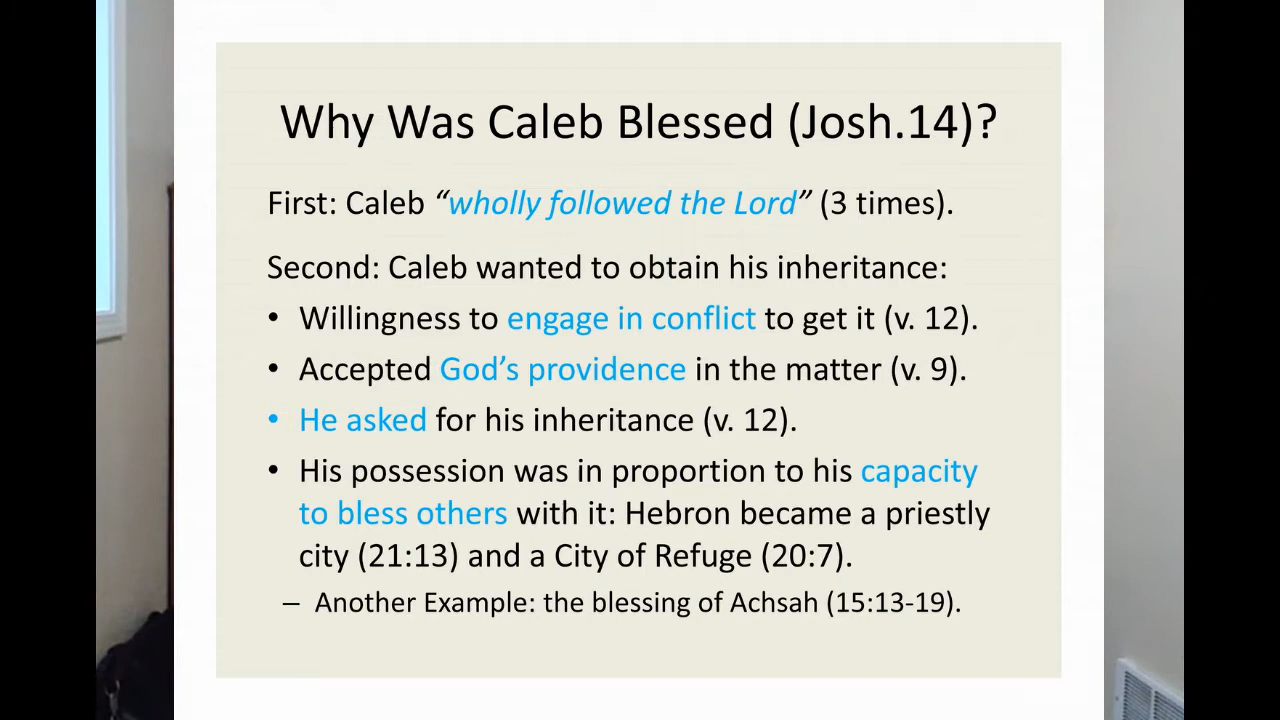 Why Was Caleb Blessed (Josh.14)?
First: Caleb “wholly followed the Lord” (3 times).
Second: Caleb wanted to obtain his inheritance:
• Willingness to engage in conflict to get it (v. 12).
• Accepted God’s providence in the matter (v. 9).
• He asked for his inheritance (v. 12).
• His possession was in proportion to his capacity
to bless others with it: Hebron became a priestly
city (21:13) and a City of Refuge (20:7).
– Another Example: the blessing of Achsah (15:13-19).